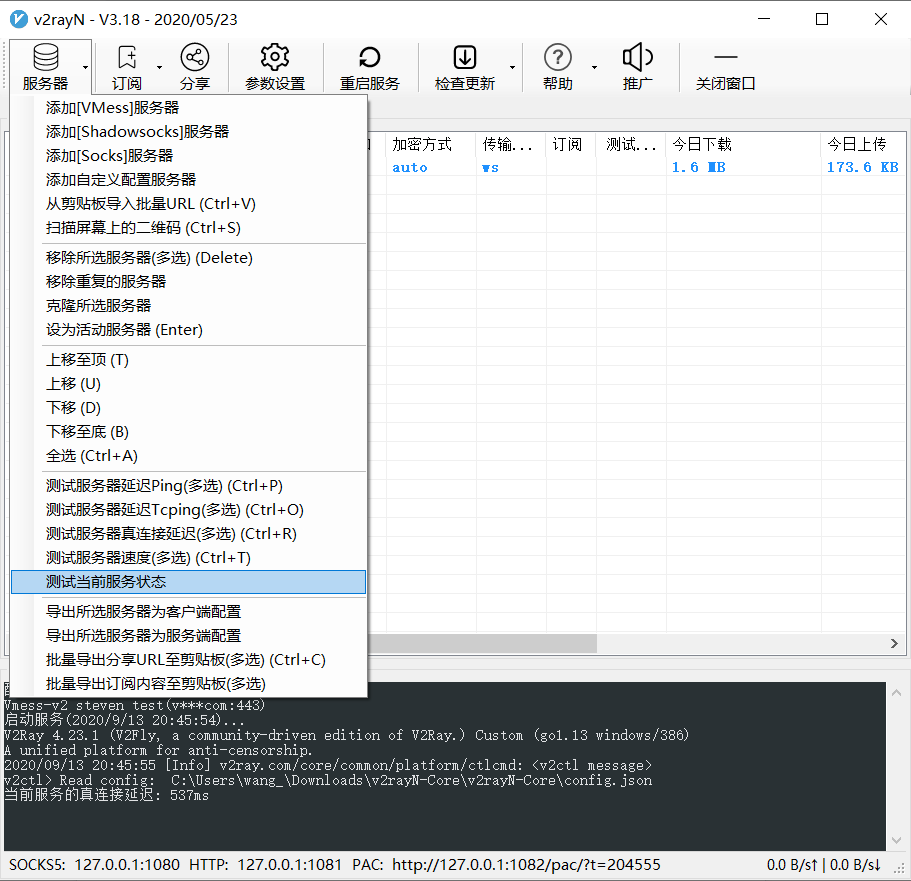 v2rayN - V3.18 - 2020/05/23
服务器 订阅 分享 参数设置 重启服务 检查更新 帮助 推广 关闭窗口
添加[VMess]服务器
添加[Shadowsocks]服务器
添加[Socks]服务器
添加自定义配置服务器
从剪贴板导入批量URL (Ctrl+V)
扫描屏幕上的二维码 (Ctrl+S)
移除所选服务器(多选) (Delete)
移除重复的服务器
克隆所选服务器
设为活动服务器 (Enter)
上移至顶 (T)
上移 (U)
下移 (D)
下移至底 (B)
全选 (Ctrl+A)
测试服务器延迟Ping(多选) (Ctrl+P)
测试服务器延迟Tcping(多选) (Ctrl+O)
测试服务器真连接延迟(多选) (Ctrl+R)
测试服务器速度(多选) (Ctrl+T)
测试当前服务状态
导出所选服务器为客户端配置
导出所选服务器为服务端配置
批量导出分享URL至剪贴板(多选) (Ctrl+C)
批量导出订阅内容至剪贴板(多选)
加密方式 传输... 订阅 测试... 今日下载 今日上传
auto ws 1.6 MB 173.6 KB
Vmess-v2 steven test(v***com:443)
启动服务(2020/9/13 20:45:54)...
V2Ray 4.23.1 (V2Fly, a community-driven edition of V2Ray.) Custom (go1.13 windows/386)
A unified platform for anti-censorship.
2020/09/13 20:45:55 [Info] v2ray.com/core/common/platform/ctlcmd: <v2ctl message>
v2ctl> Read config:  C:\Users\wang_\Downloads\v2rayN-Core\v2rayN-Core\config.json
当前服务的真连接延迟: 537ms
SOCKS5: 127.0.0.1:1080 HTTP: 127.0.0.1:1081 PAC: http://127.0.0.1:1082/pac/?t=204555 0.0 B/s↑ | 0.0 B/s↓